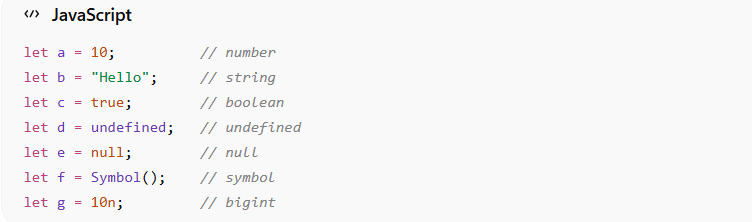 JavaScript
let a = 10;          // number
let b = "Hello";     // string
let c = true;        // boolean
let d = undefined;   // undefined
let e = null;        // null
let f = Symbol();    // symbol
let g = 10n;         // bigint